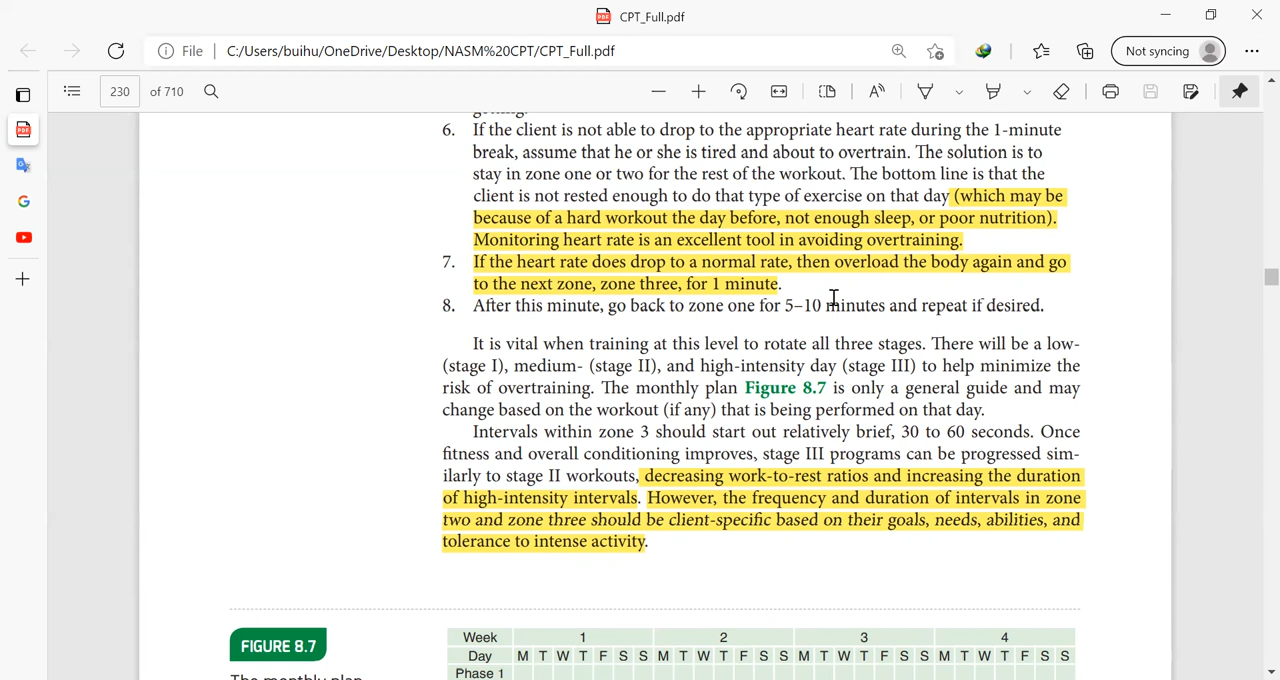 CPT_Full.pdf
File C:/Users/buihu/OneDrive/Desktop/NASM%20CPT/CPT_Full.pdf Not syncing
230 of 710
6. If the client is not able to drop to the appropriate heart rate during the 1-minute
break, assume that he or she is tired and about to overtrain. The solution is to
stay in zone one or two for the rest of the workout. The bottom line is that the
client is not rested enough to do that type of exercise on that day (which may be
because of a hard workout the day before, not enough sleep, or poor nutrition).
Monitoring heart rate is an excellent tool in avoiding overtraining.
7. If the heart rate does drop to a normal rate, then overload the body again and go
to the next zone, zone three, for 1 minute.
8. After this minute, go back to zone one for 5–10 minutes and repeat if desired.
It is vital when training at this level to rotate all three stages. There will be a low-
(stage I), medium- (stage II), and high-intensity day (stage III) to help minimize the
risk of overtraining. The monthly plan Figure 8.7 is only a general guide and may
change based on the workout (if any) that is being performed on that day.
Intervals within zone 3 should start out relatively brief, 30 to 60 seconds. Once
fitness and overall conditioning improves, stage III programs can be progressed sim-
ilarly to stage II workouts, decreasing work-to-rest ratios and increasing the duration
of high-intensity intervals. However, the frequency and duration of intervals in zone
two and zone three should be client-specific based on their goals, needs, abilities, and
tolerance to intense activity.
FIGURE 8.7
The monthly plan
Week 1 2 3 4
Day M T W T F S S M T W T F S S M T W T F S S M T W T F S S
Phase 1